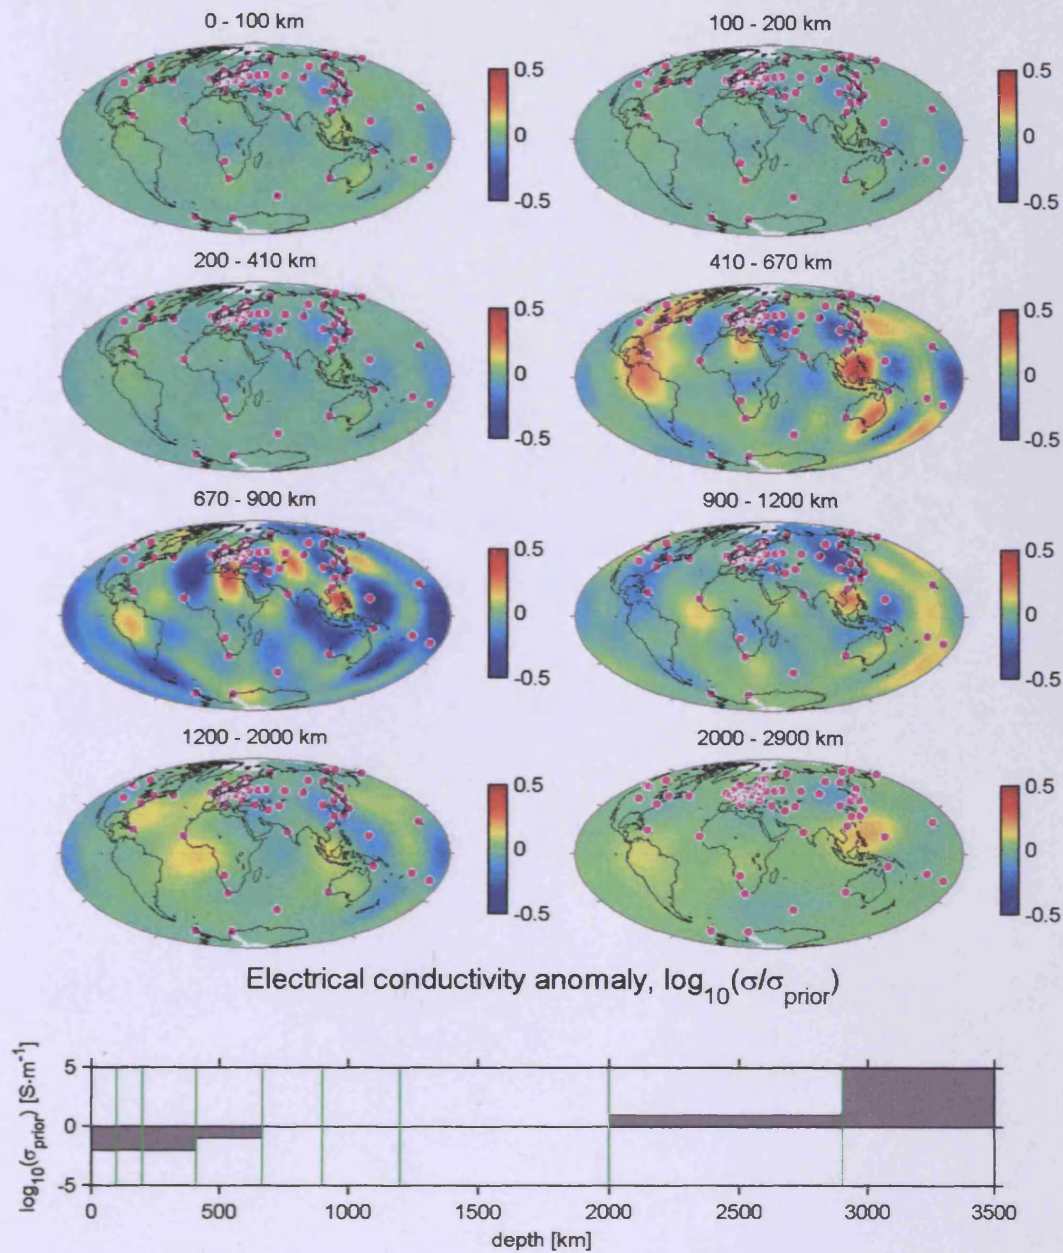 0 - 100 km
100 - 200 km
0.5
0
-0.5
0.5
0
-0.5
200 - 410 km
410 - 670 km
0.5
0
-0.5
0.5
0
-0.5
670 - 900 km
900 - 1200 km
0.5
0
-0.5
0.5
0
-0.5
1200 - 2000 km
2000 - 2900 km
0.5
0
-0.5
0.5
0
-0.5
Electrical conductivity anomaly, log10(σ/σprior)
log10(σprior) [S·m-1]
5
0
-5
0 500 1000 1500 2000 2500 3000 3500
depth [km]